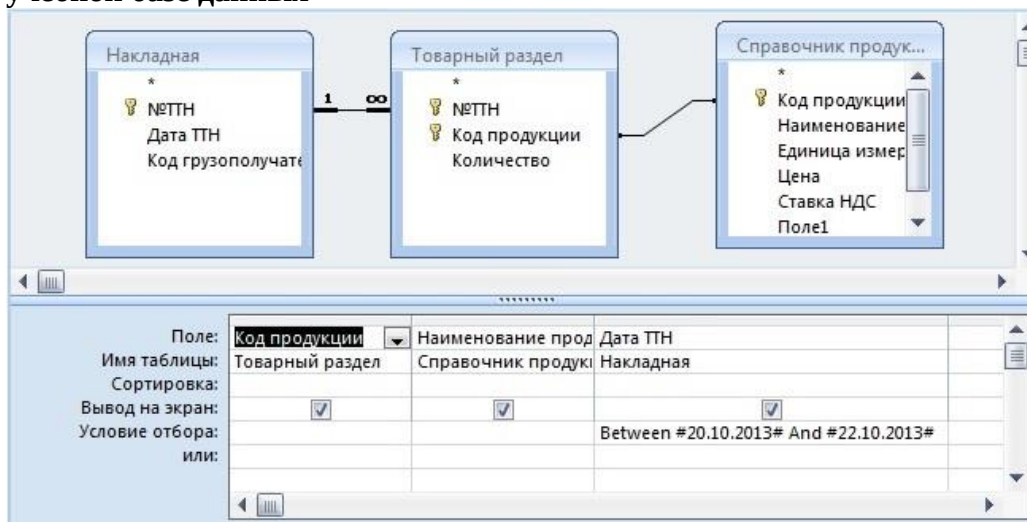 учебной базе данных
Накладная
*
№ТТН
Дата ТТН
Код грузополучате
1 ∞
Товарный раздел
*
№ТТН
Код продукции
Количество
Справочник продук...
*
Код продукции
Наименование
Единица измер
Цена
Ставка НДС
Поле1
Поле: Код продукции Наименование прод Дата ТТН
Имя таблицы: Товарный раздел Справочник продукі Накладная
Сортировка:
Вывод на экран:
Условие отбора: Between #20.10.2013# And #22.10.2013#
или: